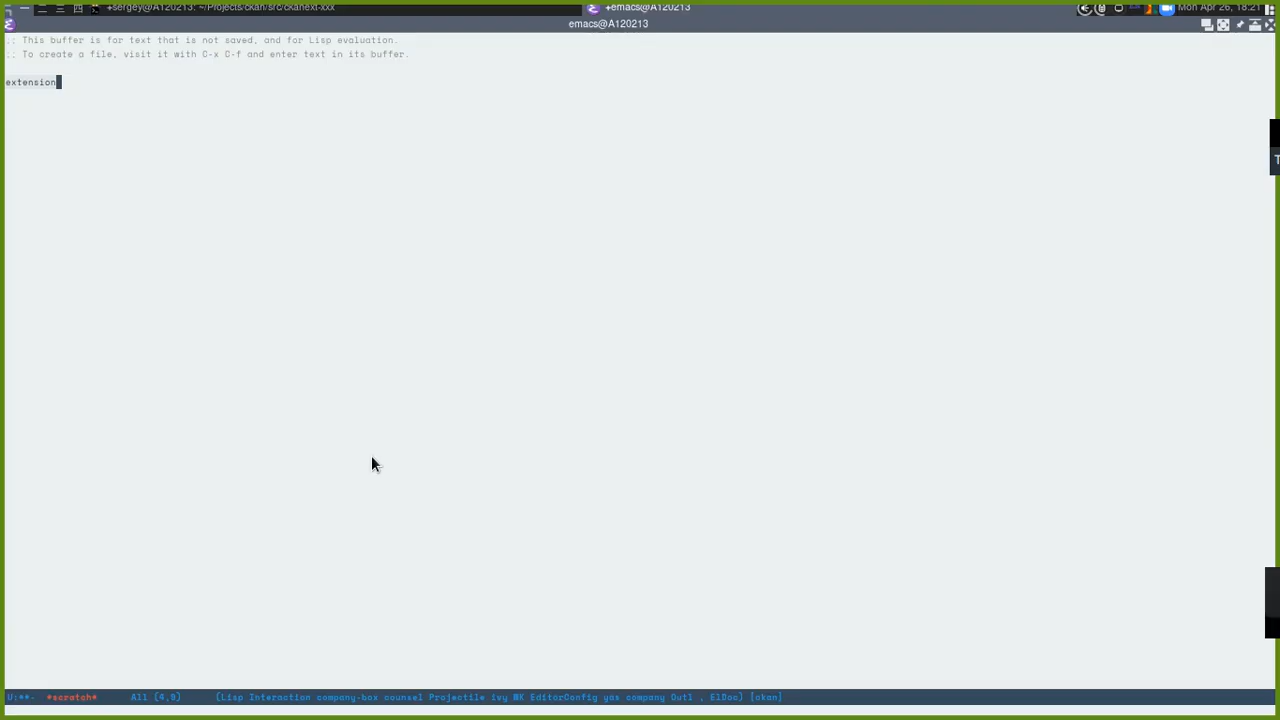 +sergey@A120213: ~/Projects/ckan/src/ckanext-xxx
+emacs@A120213
Mon Apr 26, 18:21
emacs@A120213
;; This buffer is for text that is not saved, and for Lisp evaluation.
;; To create a file, visit it with C-x C-f and enter text in its buffer.
extension
U:**- *scratch* All (4,9) (Lisp Interaction company-box counsel Projectile ivy WK EditorConfig yas company Outl , ElDoc) [ckan]
T